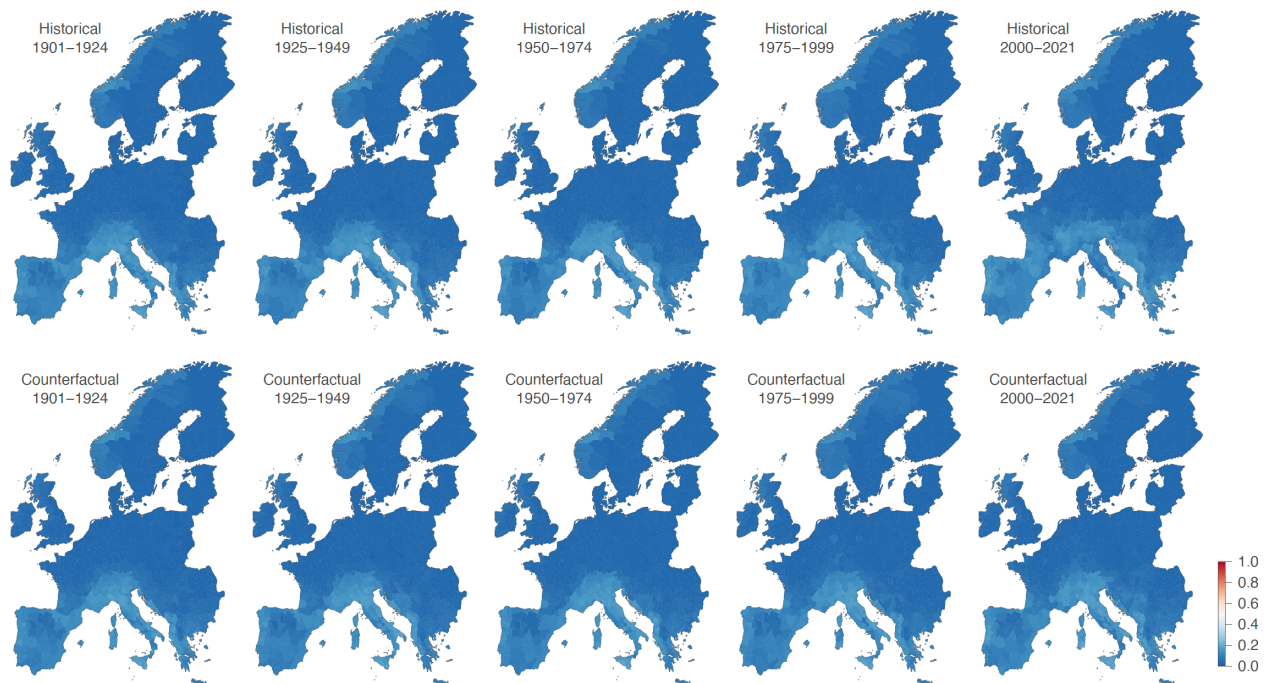 Historical
1901–1924
Historical
1925–1949
Historical
1950–1974
Historical
1975–1999
Historical
2000–2021
Counterfactual
1901–1924
Counterfactual
1925–1949
Counterfactual
1950–1974
Counterfactual
1975–1999
Counterfactual
2000–2021
1.0
0.8
0.6
0.4
0.2
0.0